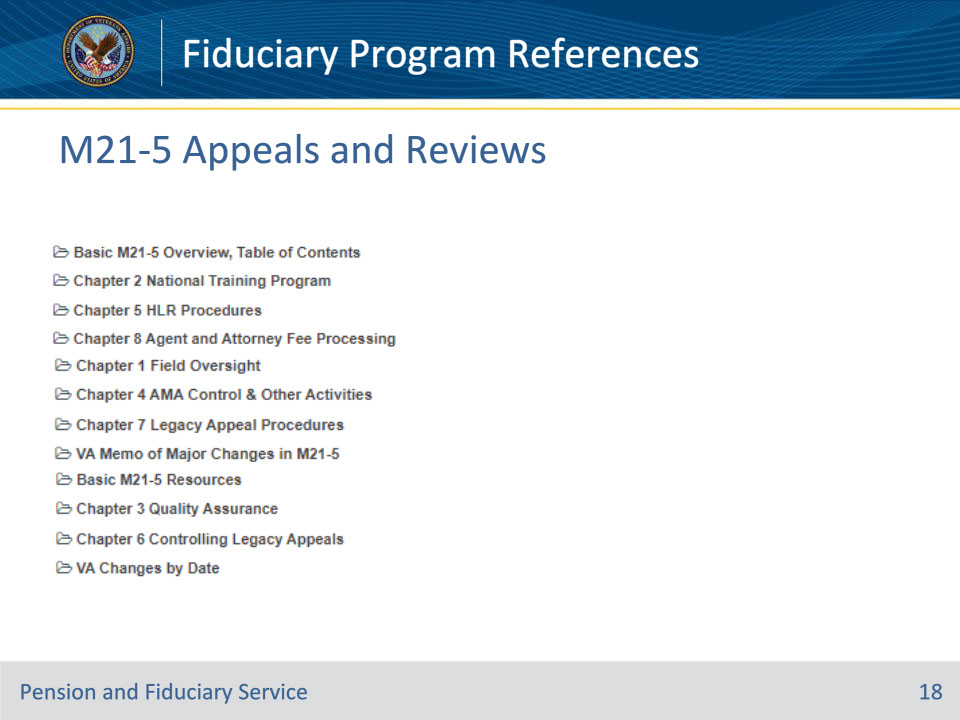 Fiduciary Program References
M21-5 Appeals and Reviews
Basic M21-5 Overview, Table of Contents
Chapter 2 National Training Program
Chapter 5 HLR Procedures
Chapter 8 Agent and Attorney Fee Processing
Chapter 1 Field Oversight
Chapter 4 AMA Control & Other Activities
Chapter 7 Legacy Appeal Procedures
VA Memo of Major Changes in M21-5
Basic M21-5 Resources
Chapter 3 Quality Assurance
Chapter 6 Controlling Legacy Appeals
VA Changes by Date
Pension and Fiduciary Service
18